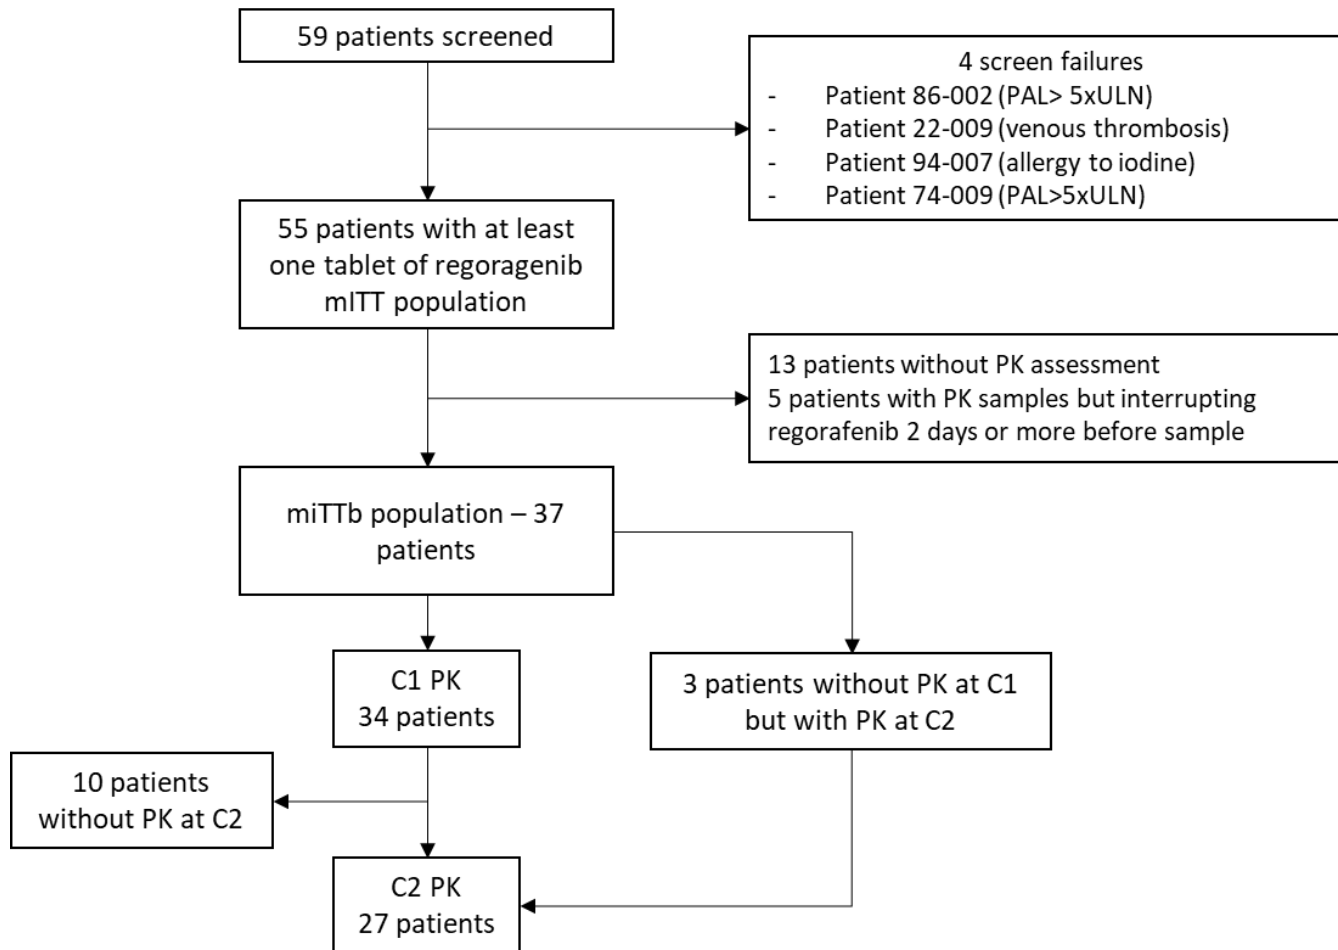 59 patients screened
4 screen failures
- Patient 86-002 (PAL> 5xULN)
- Patient 22-009 (venous thrombosis)
- Patient 94-007 (allergy to iodine)
- Patient 74-009 (PAL>5xULN)
55 patients with at least
one tablet of regoragenib
mITT population
13 patients without PK assessment
5 patients with PK samples but interrupting
regorafenib 2 days or more before sample
miTTb population – 37
patients
C1 PK
34 patients
3 patients without PK at C1
but with PK at C2
10 patients
without PK at C2
C2 PK
27 patients